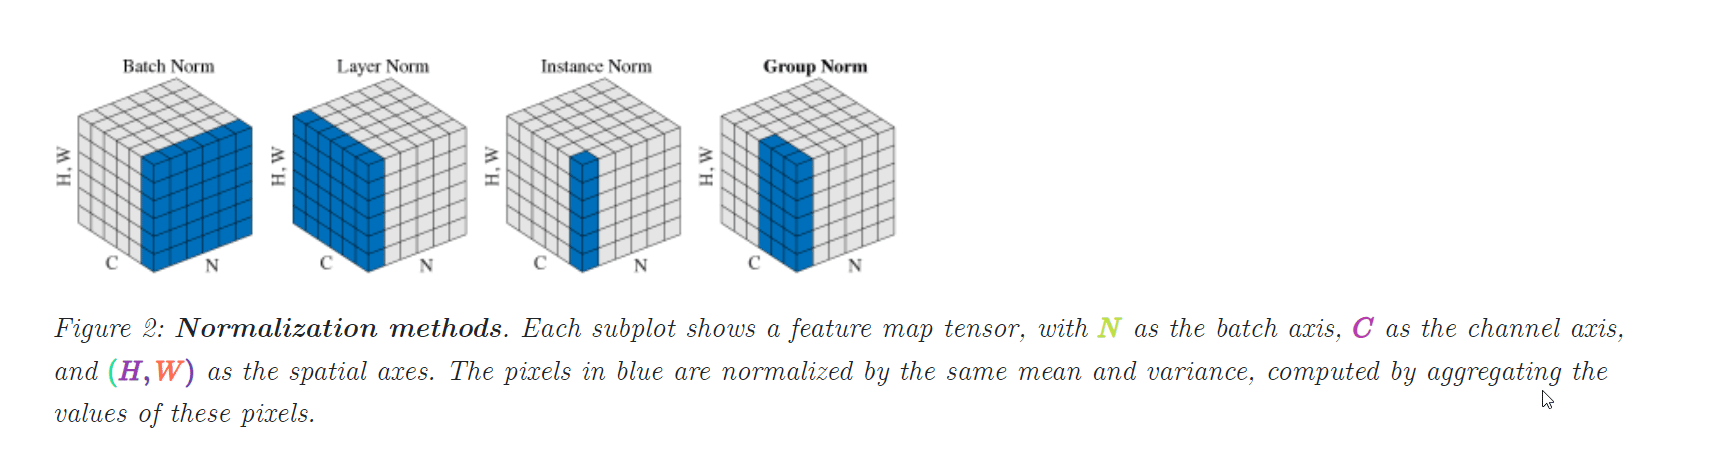 Batch Norm Layer Norm Instance Norm Group Norm
H, W H, W H, W H, W
C N C N C N C N
Figure 2: Normalization methods. Each subplot shows a feature map tensor, with N as the batch axis, C as the channel axis,
and (H,W) as the spatial axes. The pixels in blue are normalized by the same mean and variance, computed by aggregating the
values of these pixels.